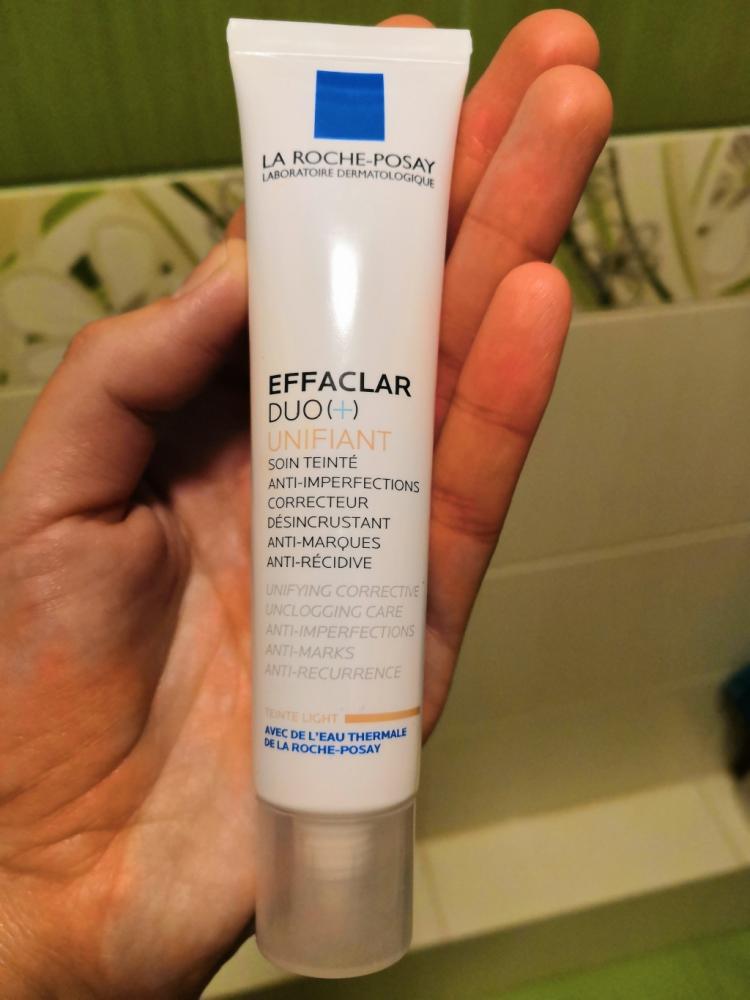 LA ROCHE-POSAY
LABORATOIRE DERMATOLOGIQUE
EFFACLAR
DUO(+)
UNIFIANT
SOIN TEINTÉ
ANTI-IMPERFECTIONS
CORRECTEUR
DÉSINCRUSTANT
ANTI-MARQUES
ANTI-RÉCIDIVE
UNIFYING CORRECTIVE
UNCLOGGING CARE
ANTI-IMPERFECTIONS
ANTI-MARKS
ANTI-RECURRENCE
TEINTE LIGHT
AVEC DE L'EAU THERMALE
DE LA ROCHE-POSAY